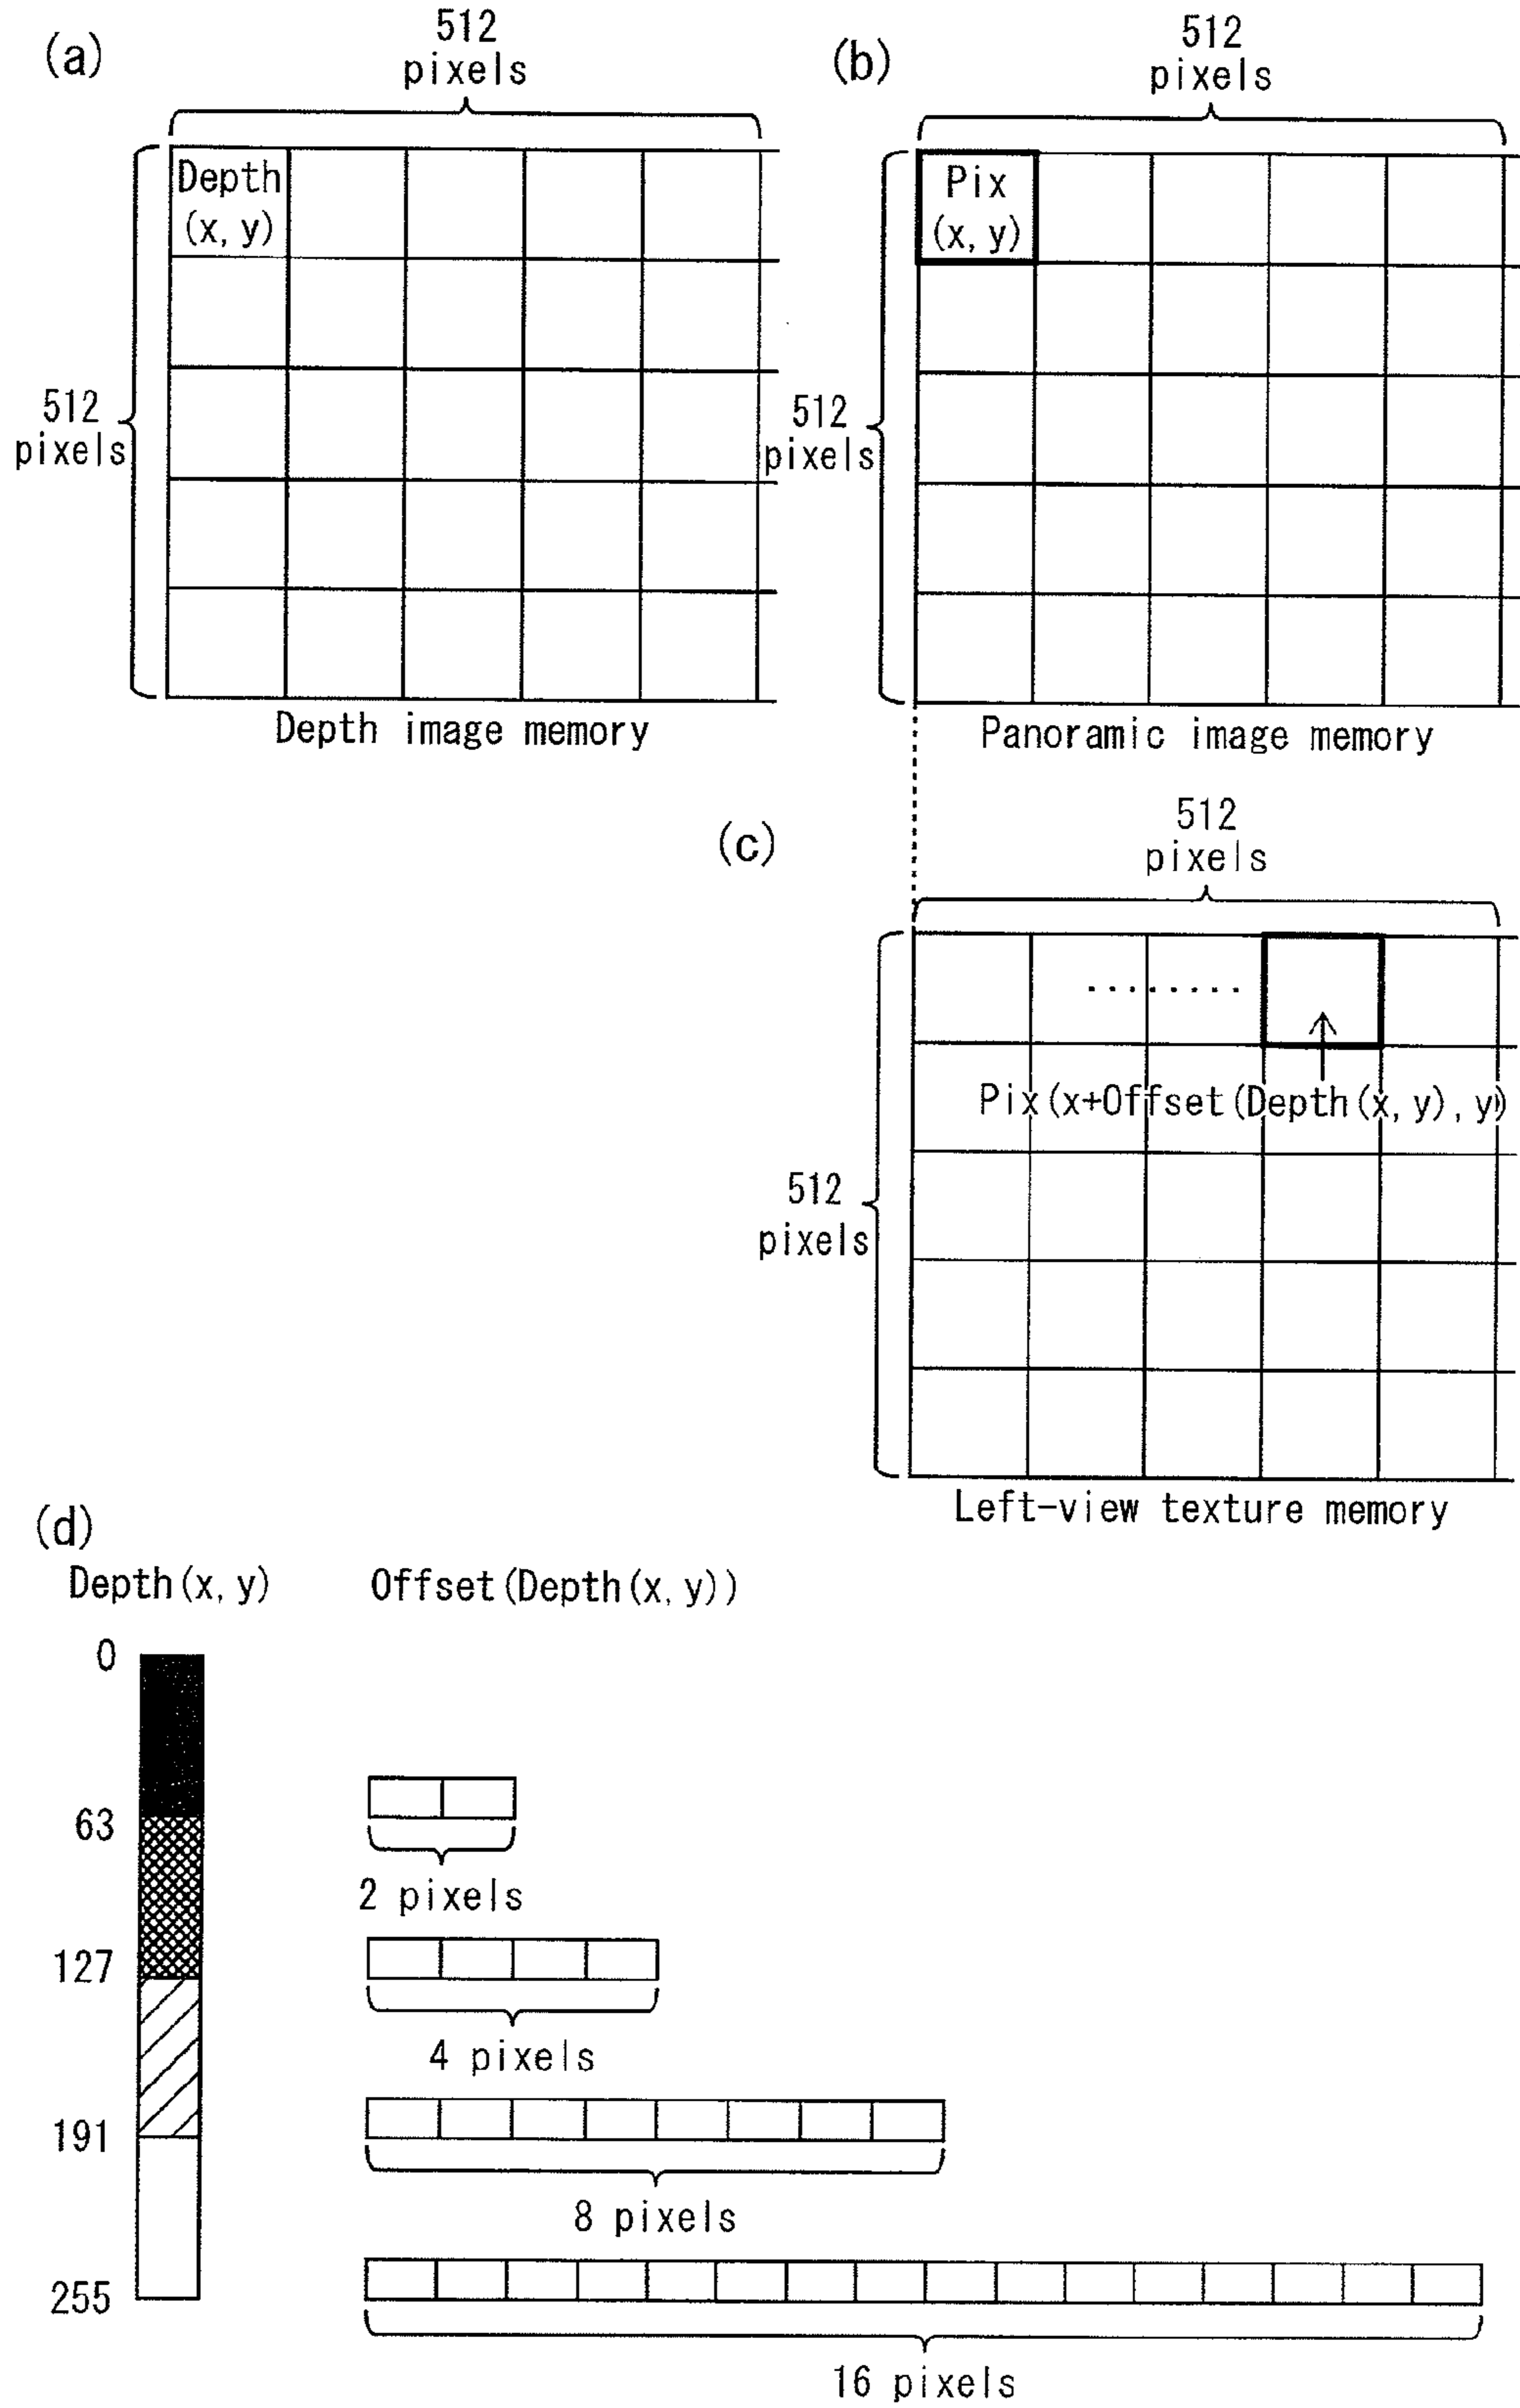 (a)
512
pixels
512
pixels
Depth
(x, y)
Depth image memory
(b)
512
pixels
512
pixels
Pix
(x, y)
Panoramic image memory
(c)
512
pixels
512
pixels
........
Pix(x+Offset(Depth(x, y), y)
Left-view texture memory
(d)
Depth(x, y)
Offset(Depth(x, y))
0
63
2 pixels
127
4 pixels
191
8 pixels
255
16 pixels